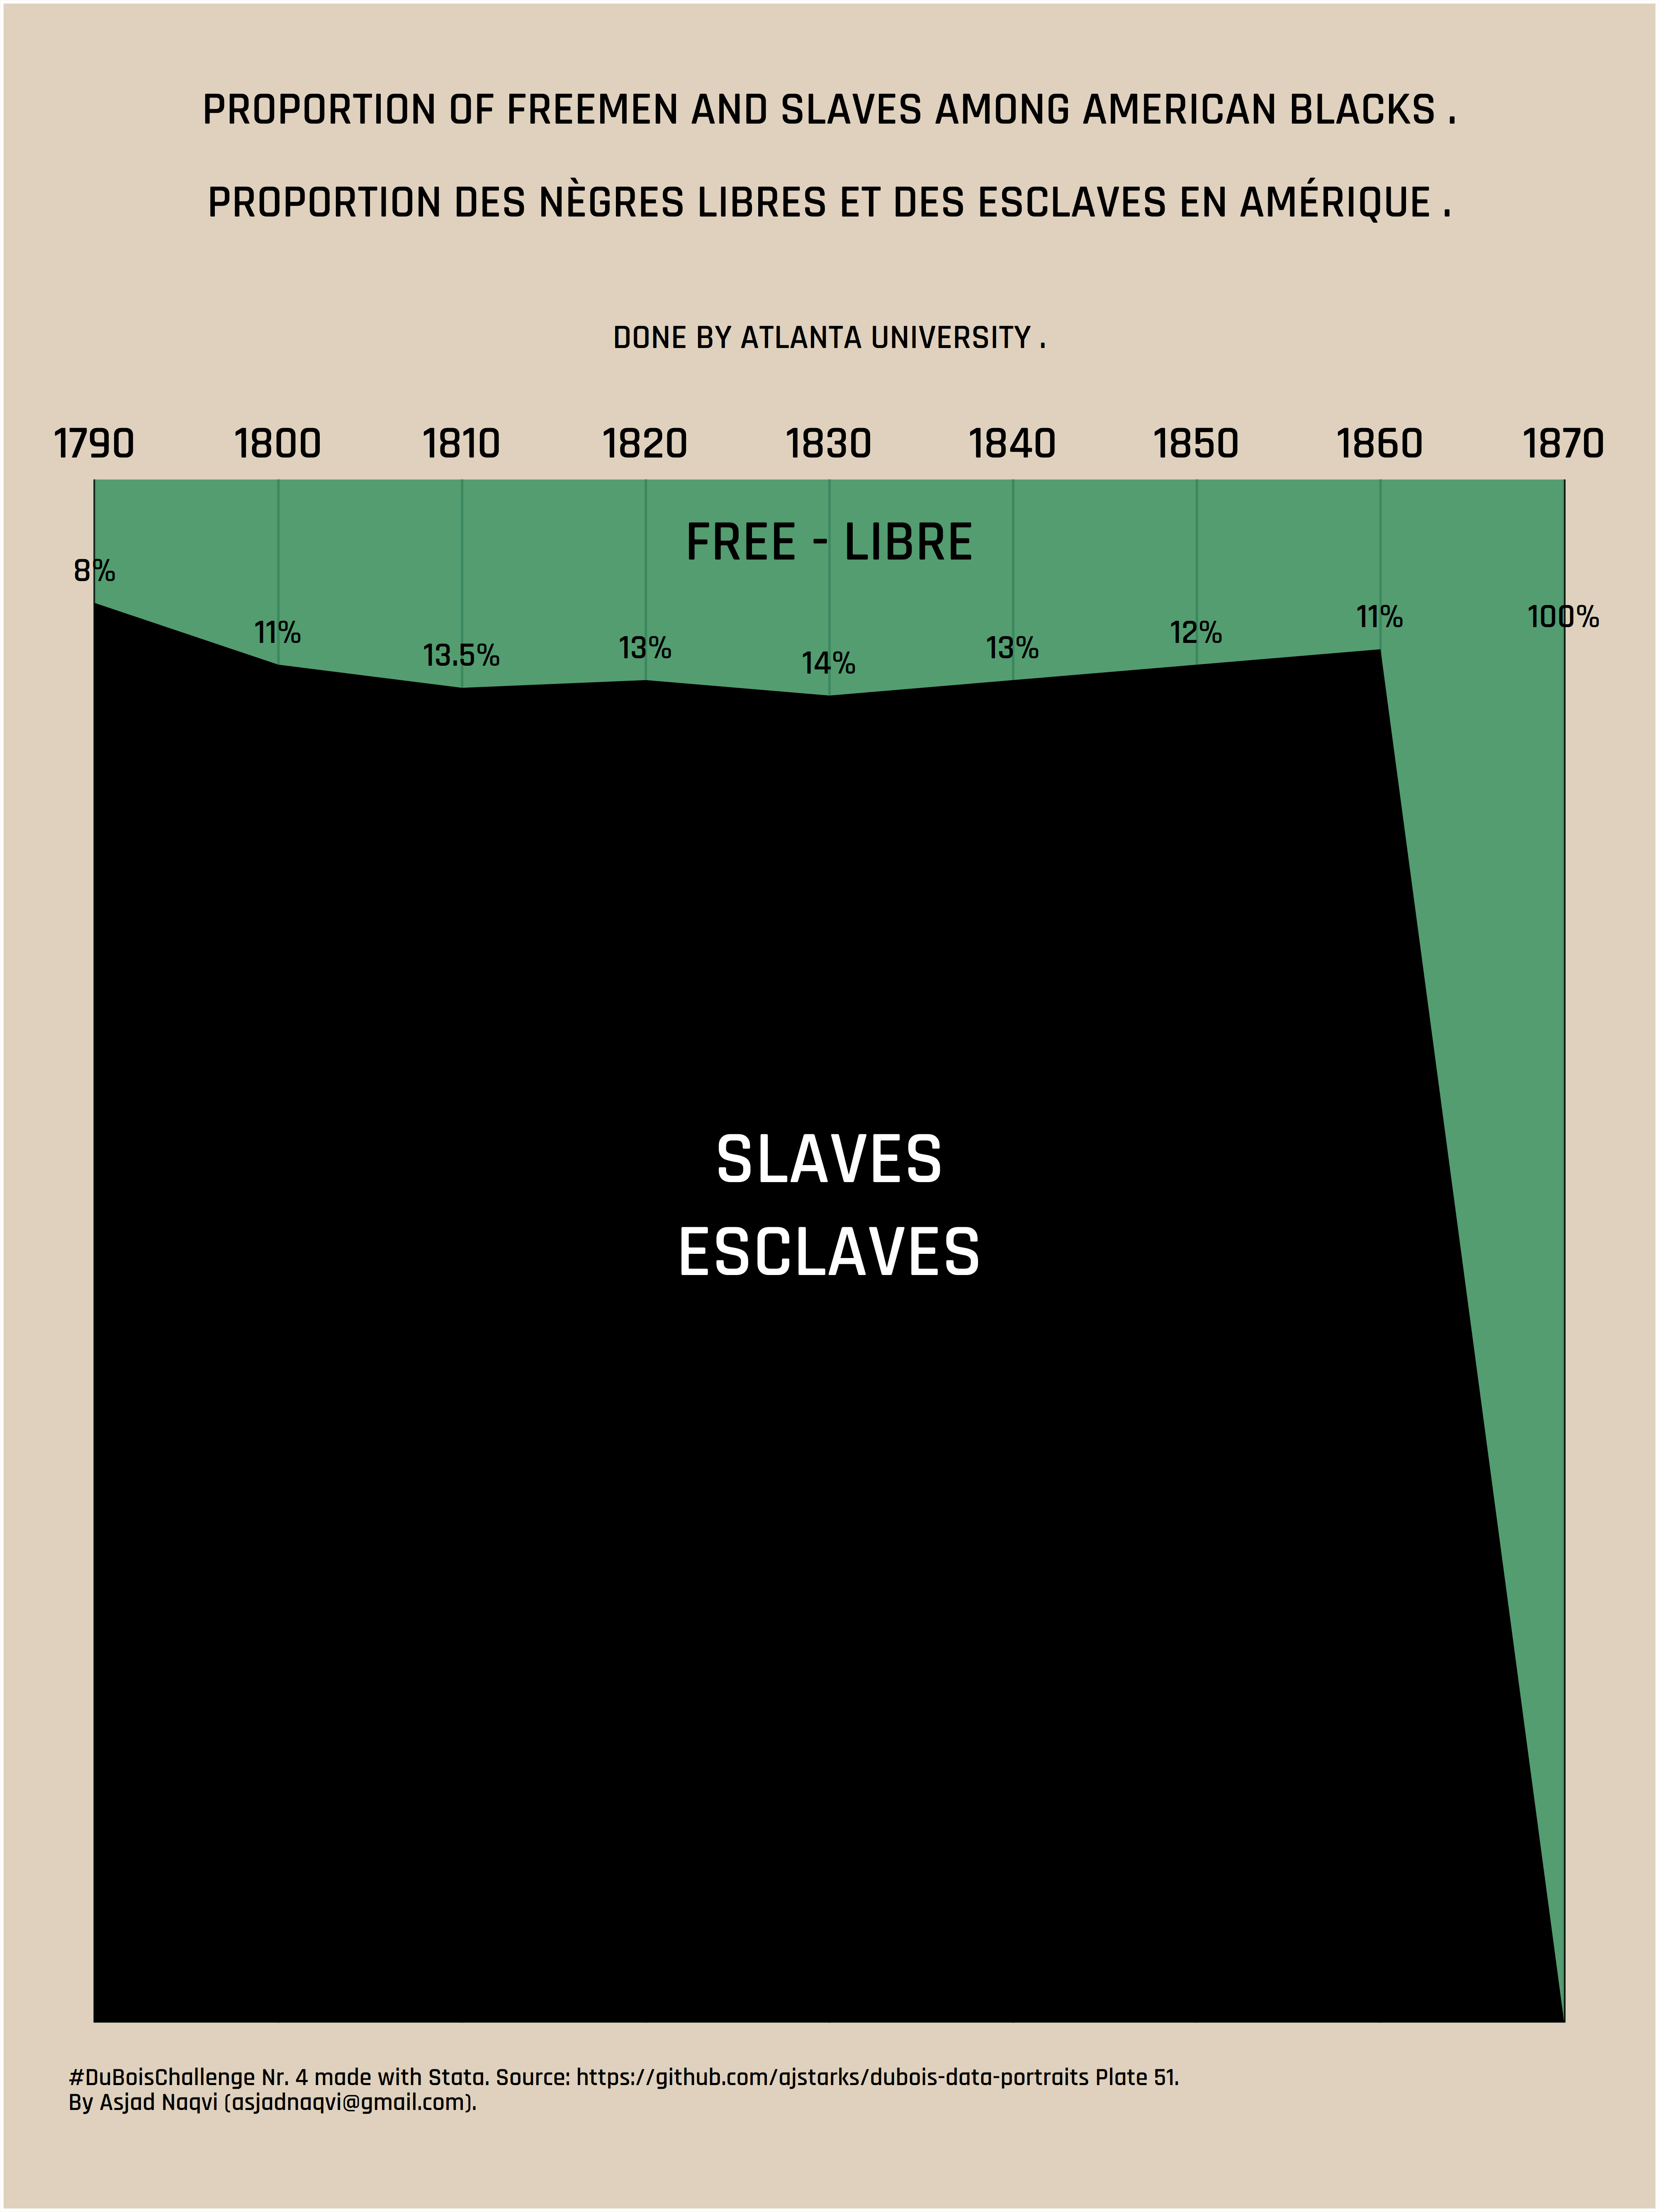 PROPORTION OF FREEMEN AND SLAVES AMONG AMERICAN BLACKS .
PROPORTION DES NÈGRES LIBRES ET DES ESCLAVES EN AMÉRIQUE .
DONE BY ATLANTA UNIVERSITY .
1790 1800 1810 1820 1830 1840 1850 1860 1870
FREE - LIBRE
8% 11% 13.5% 13% 14% 13% 12% 11% 100%
SLAVES
ESCLAVES
#DuBoisChallenge Nr. 4 made with Stata. Source: https://github.com/ajstarks/dubois-data-portraits Plate 51.
By Asjad Naqvi (asjadnaqvi@gmail.com).